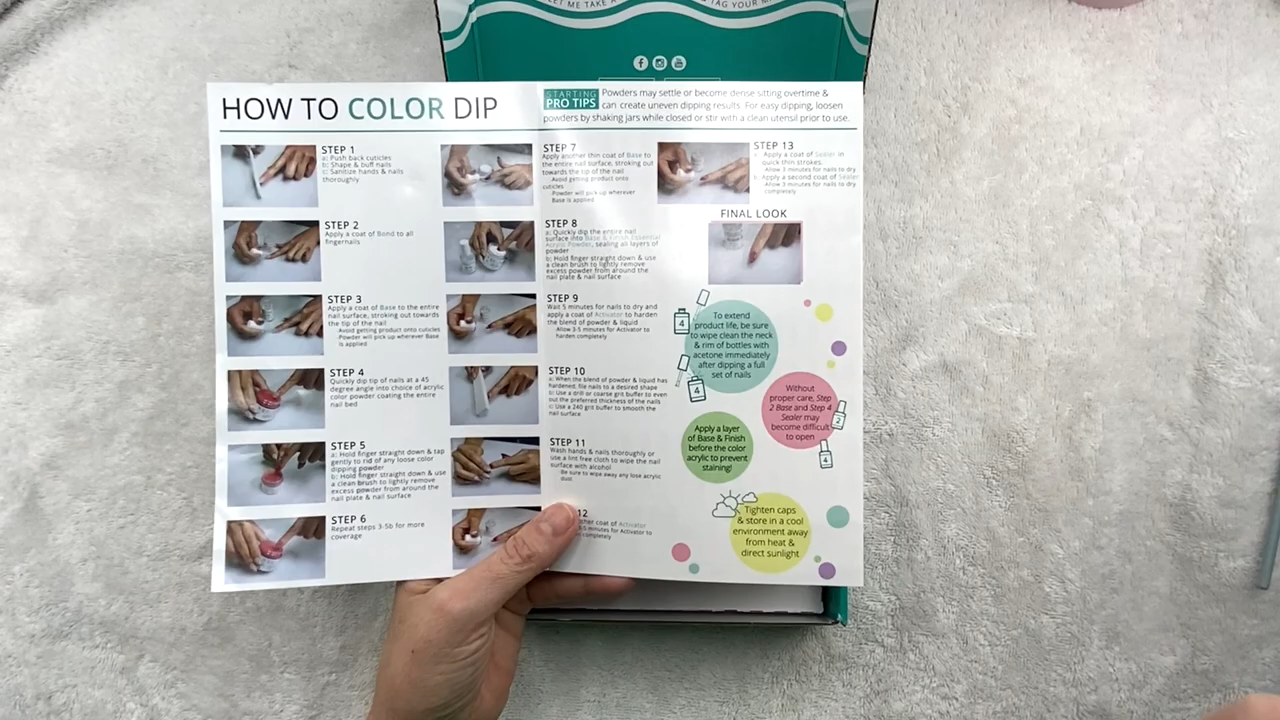 LET ME TAKE A
TAG YOUR
HOW TO COLOR DIP
STARTING
PRO TIPS
Powders may settle or become dense sitting overtime &
can create uneven dipping results. For easy dipping, loosen
powders by shaking jars while closed or stir with a clean utensil prior to use.
STEP 1
a: Push back cuticles
b: Shape & buff nails
c: Sanitize hands & nails
thoroughly
STEP 2
Apply a coat of Bond to all
fingernails
STEP 3
Apply a coat of Base to the entire
nail surface, stroking out towards
the tip of the nail
Avoid getting product onto cuticles
Powder will pick up wherever Base
is applied
STEP 4
Quickly dip tip of nails at a 45
degree angle into choice of acrylic
color powder coating the entire
nail bed
STEP 5
a: Hold finger straight down & tap
gently to rid of any loose color
dipping powder
b: Hold finger straight down & use
a clean brush to lightly remove
excess powder from around the
nail plate & nail surface
STEP 6
Repeat steps 3-5b for more
coverage
STEP 7
Apply another thin coat of Base to
the entire nail surface, stroking out
towards the tip of the nail
Avoid getting product onto
cuticles
Powder will pick up wherever
Base is applied
STEP 8
a: Quickly dip the entire nail
surface into Base & Finish Essential
Acrylic Powder, sealing all layers of
powder
b: Hold finger straight down & use
a clean brush to lightly remove
excess powder from around the
nail plate & nail surface
STEP 9
Wait 5 minutes for nails to dry and
apply a coat of Activator to harden
the blend of powder & liquid
Allow 3-5 minutes for Activator to
harden completely
STEP 10
a: When the blend of powder & liquid has
hardened, file nails to a desired shape
b: Use a drill or coarse grit buffer to even
out the preferred thickness of the nails
c: Use a 240 grit buffer to smooth the
nail surface
STEP 11
Wash hands & nails thoroughly or
use a lint free cloth to wipe the nail
surface with alcohol
Be sure to wipe away any lose acrylic
dust
12
coat of Activator
minutes for Activator to
completely
STEP 13
a: Apply a coat of Sealer in
quick thin strokes.
Allow 3 minutes for nails to dry
b: Apply a second coat of Sealer
Allow 3 minutes for nails to dry
completely
FINAL LOOK
To extend
product life, be sure
to wipe clean the neck
& rim of bottles with
acetone immediately
after dipping a full
set of nails
4
4
Without
proper care, Step
2 Base and Step 4
Sealer may
become difficult
to open
2
4
Apply a layer
of Base & Finish
before the color
acrylic to prevent
staining!
Tighten caps
& store in a cool
environment away
from heat &
direct sunlight